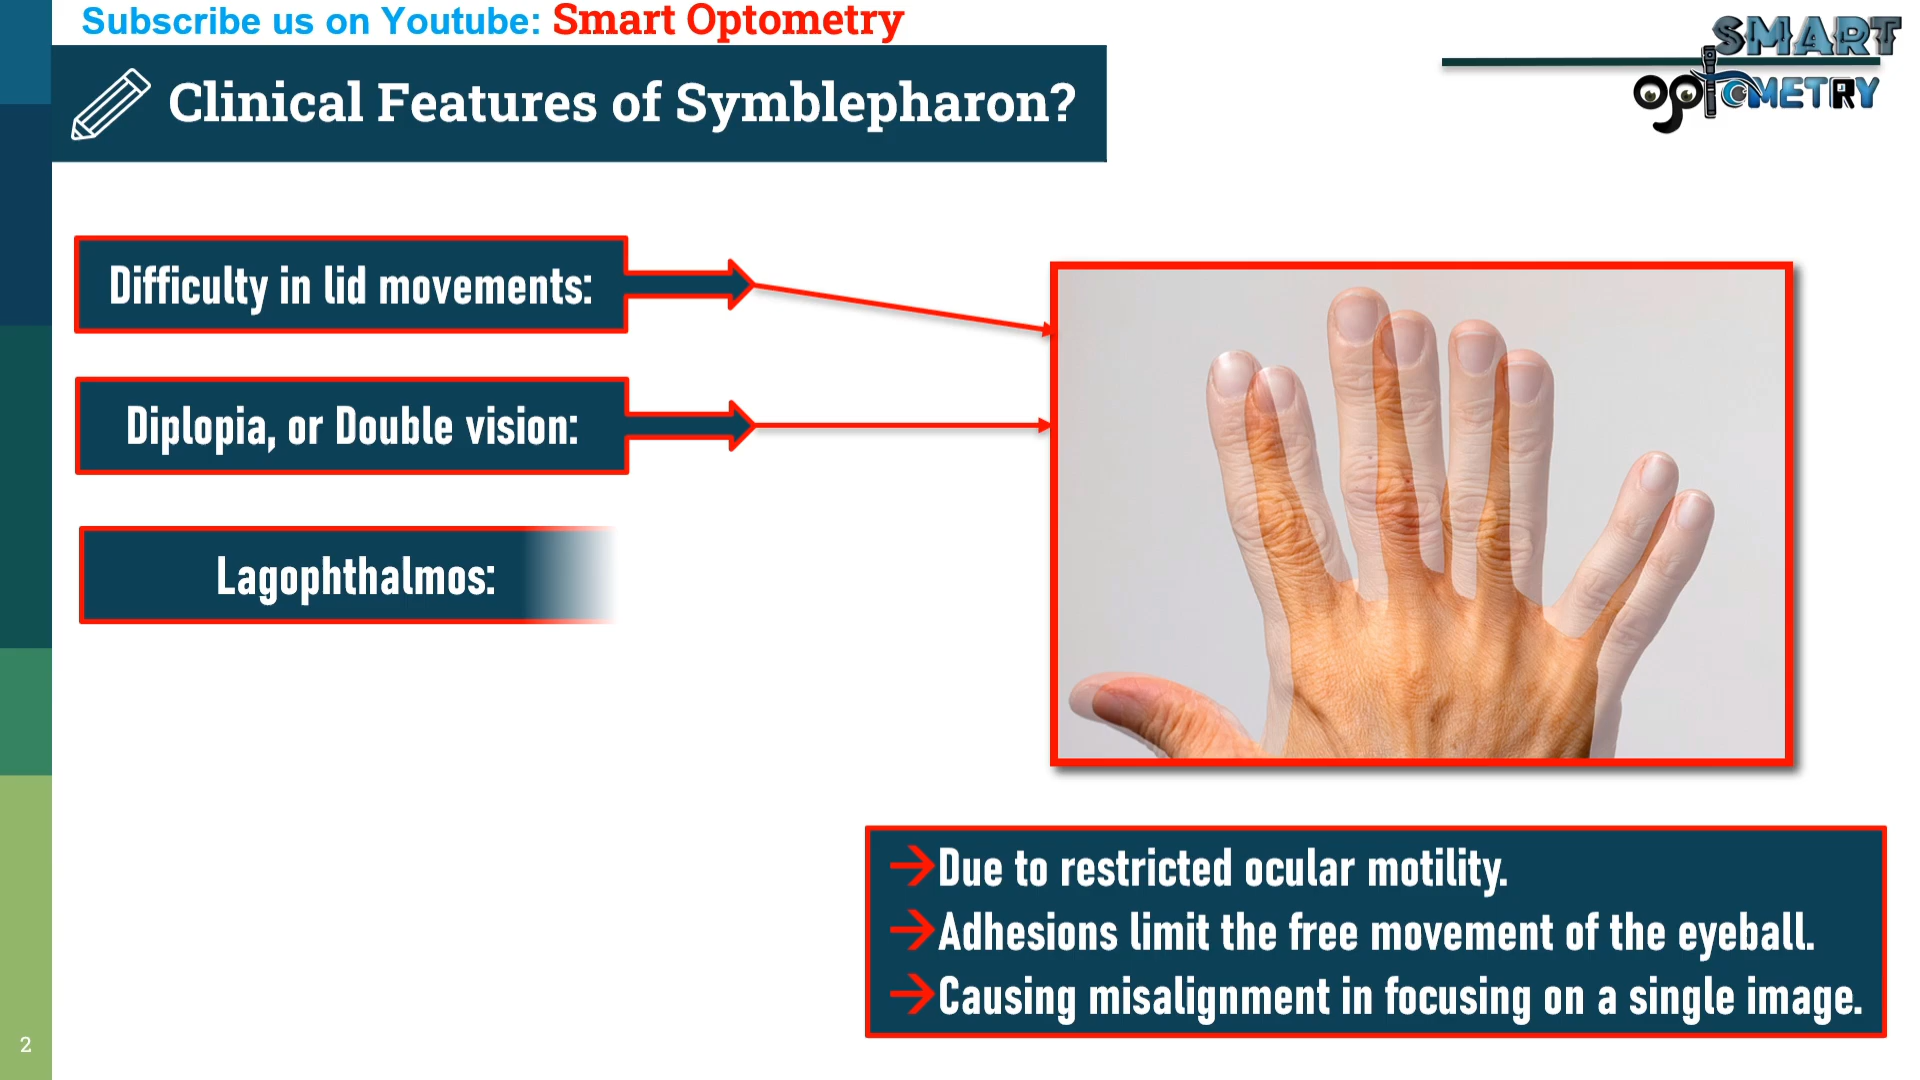 Subscribe us on Youtube: Smart Optometry
SMART
OPTOMETRY
Clinical Features of Symblepharon?
Difficulty in lid movements:
Diplopia, or Double vision:
Lagophthalmos:
→Due to restricted ocular motility.
→Adhesions limit the free movement of the eyeball.
→Causing misalignment in focusing on a single image.
2